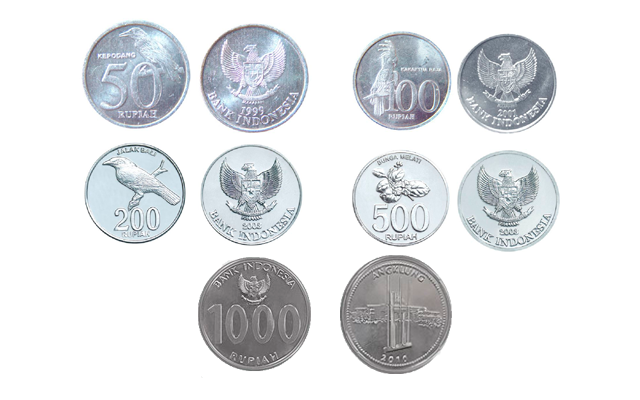 KEPODANG
50
RUPIAH
1999
BANK INDONESIA
KAKATUA RAJA
100
RUPIAH
2001
BANK INDONESIA
JALAK BALI
200
RUPIAH
2003
BANK INDONESIA
BUNGA MELATI
500
RUPIAH
2003
BANK INDONESIA
BANK INDONESIA
1000
RUPIAH
ANGKLUNG
2010